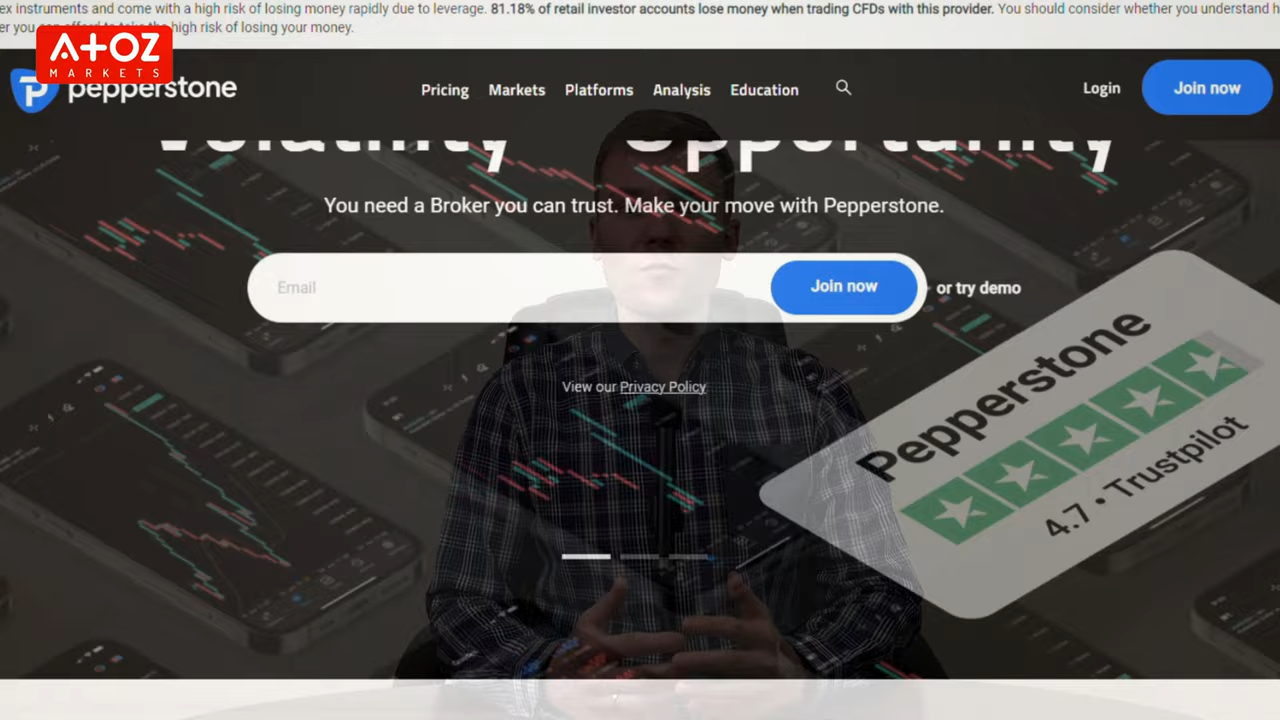 ex instruments and come with a high risk of losing money rapidly due to leverage. 81.18% of retail investor accounts lose money when trading CFDs with this provider. You should consider whether you understand h
high risk of losing your money.
A+OZ
MARKETS
pepperstone
Pricing
Markets
Platforms
Analysis
Education
Login
Join now
Volatility Opportunity
You need a Broker you can trust. Make your move with Pepperstone.
Email
Join now
or try demo
View our Privacy Policy
Pepperstone
4.7 • Trustpilot